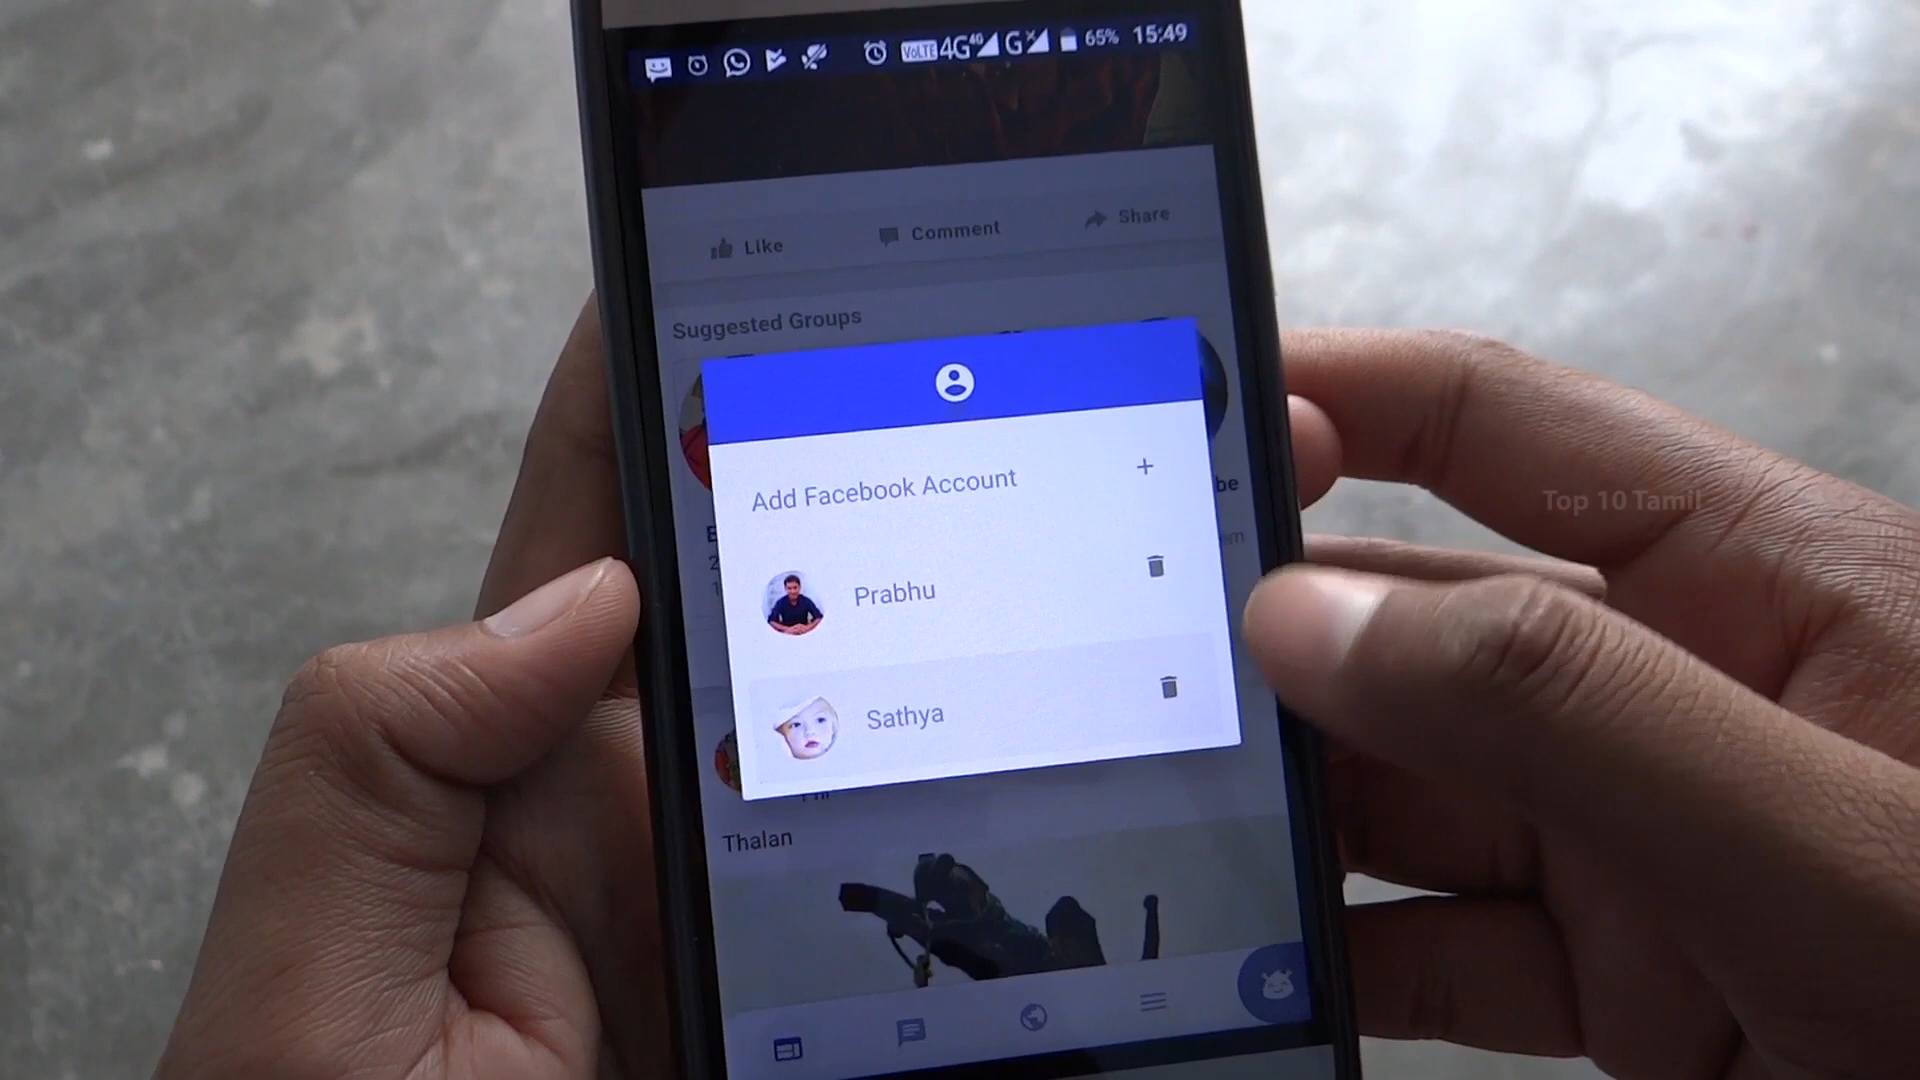 VoLTE 4G 4G G 65% 15:49
Like Comment Share
Suggested Groups
Add Facebook Account +
Top 10 Tamil
Prabhu
Sathya
Thalan